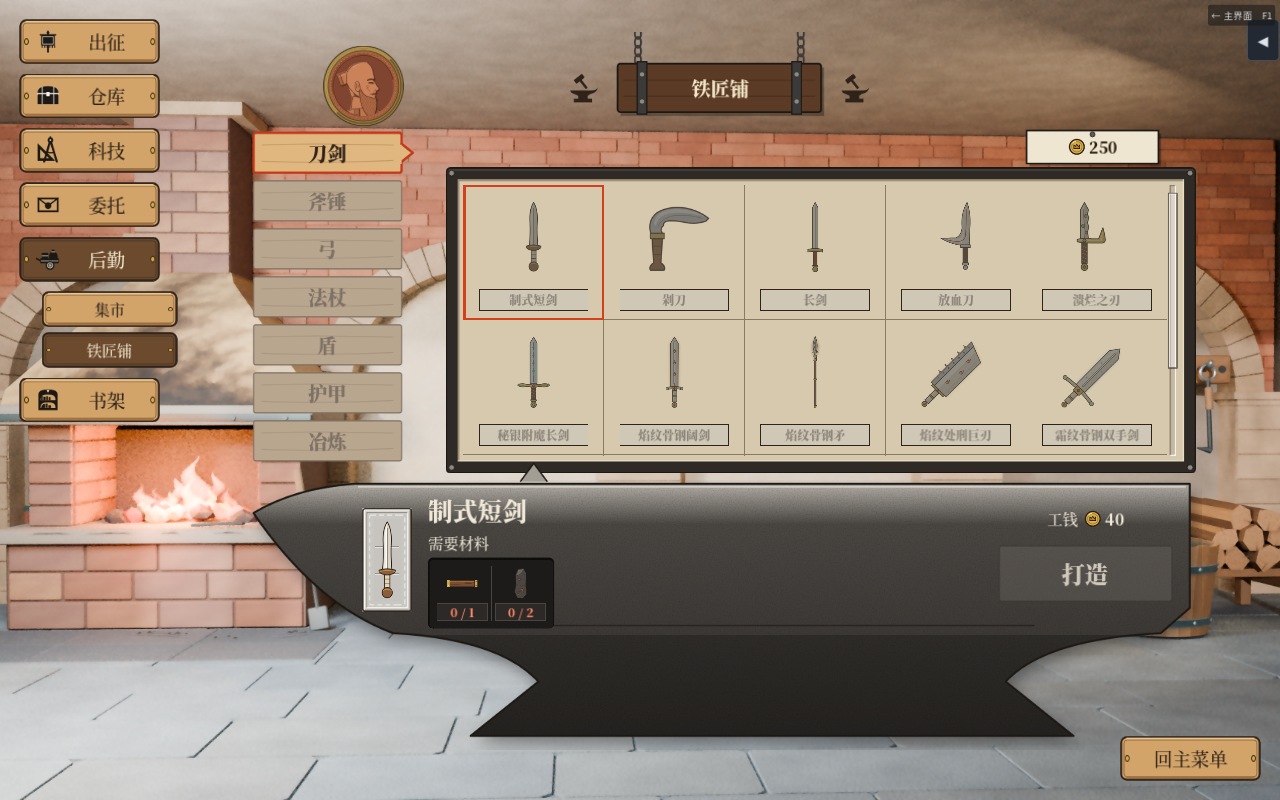 ← 主界面 F1
出征
仓库
科技
委托
后勤
集市
铁匠铺
书架
铁匠铺
250
刀剑
斧锤
弓
法杖
盾
护甲
冶炼
制式短剑
剃刀
长剑
放血刀
溃烂之刃
秘银附魔长剑
焰纹骨钢阔剑
焰纹骨钢矛
焰纹处刑巨刃
霜纹骨钢双手剑
制式短剑
需要材料
0/1
0/2
工钱 40
打造
回主菜单